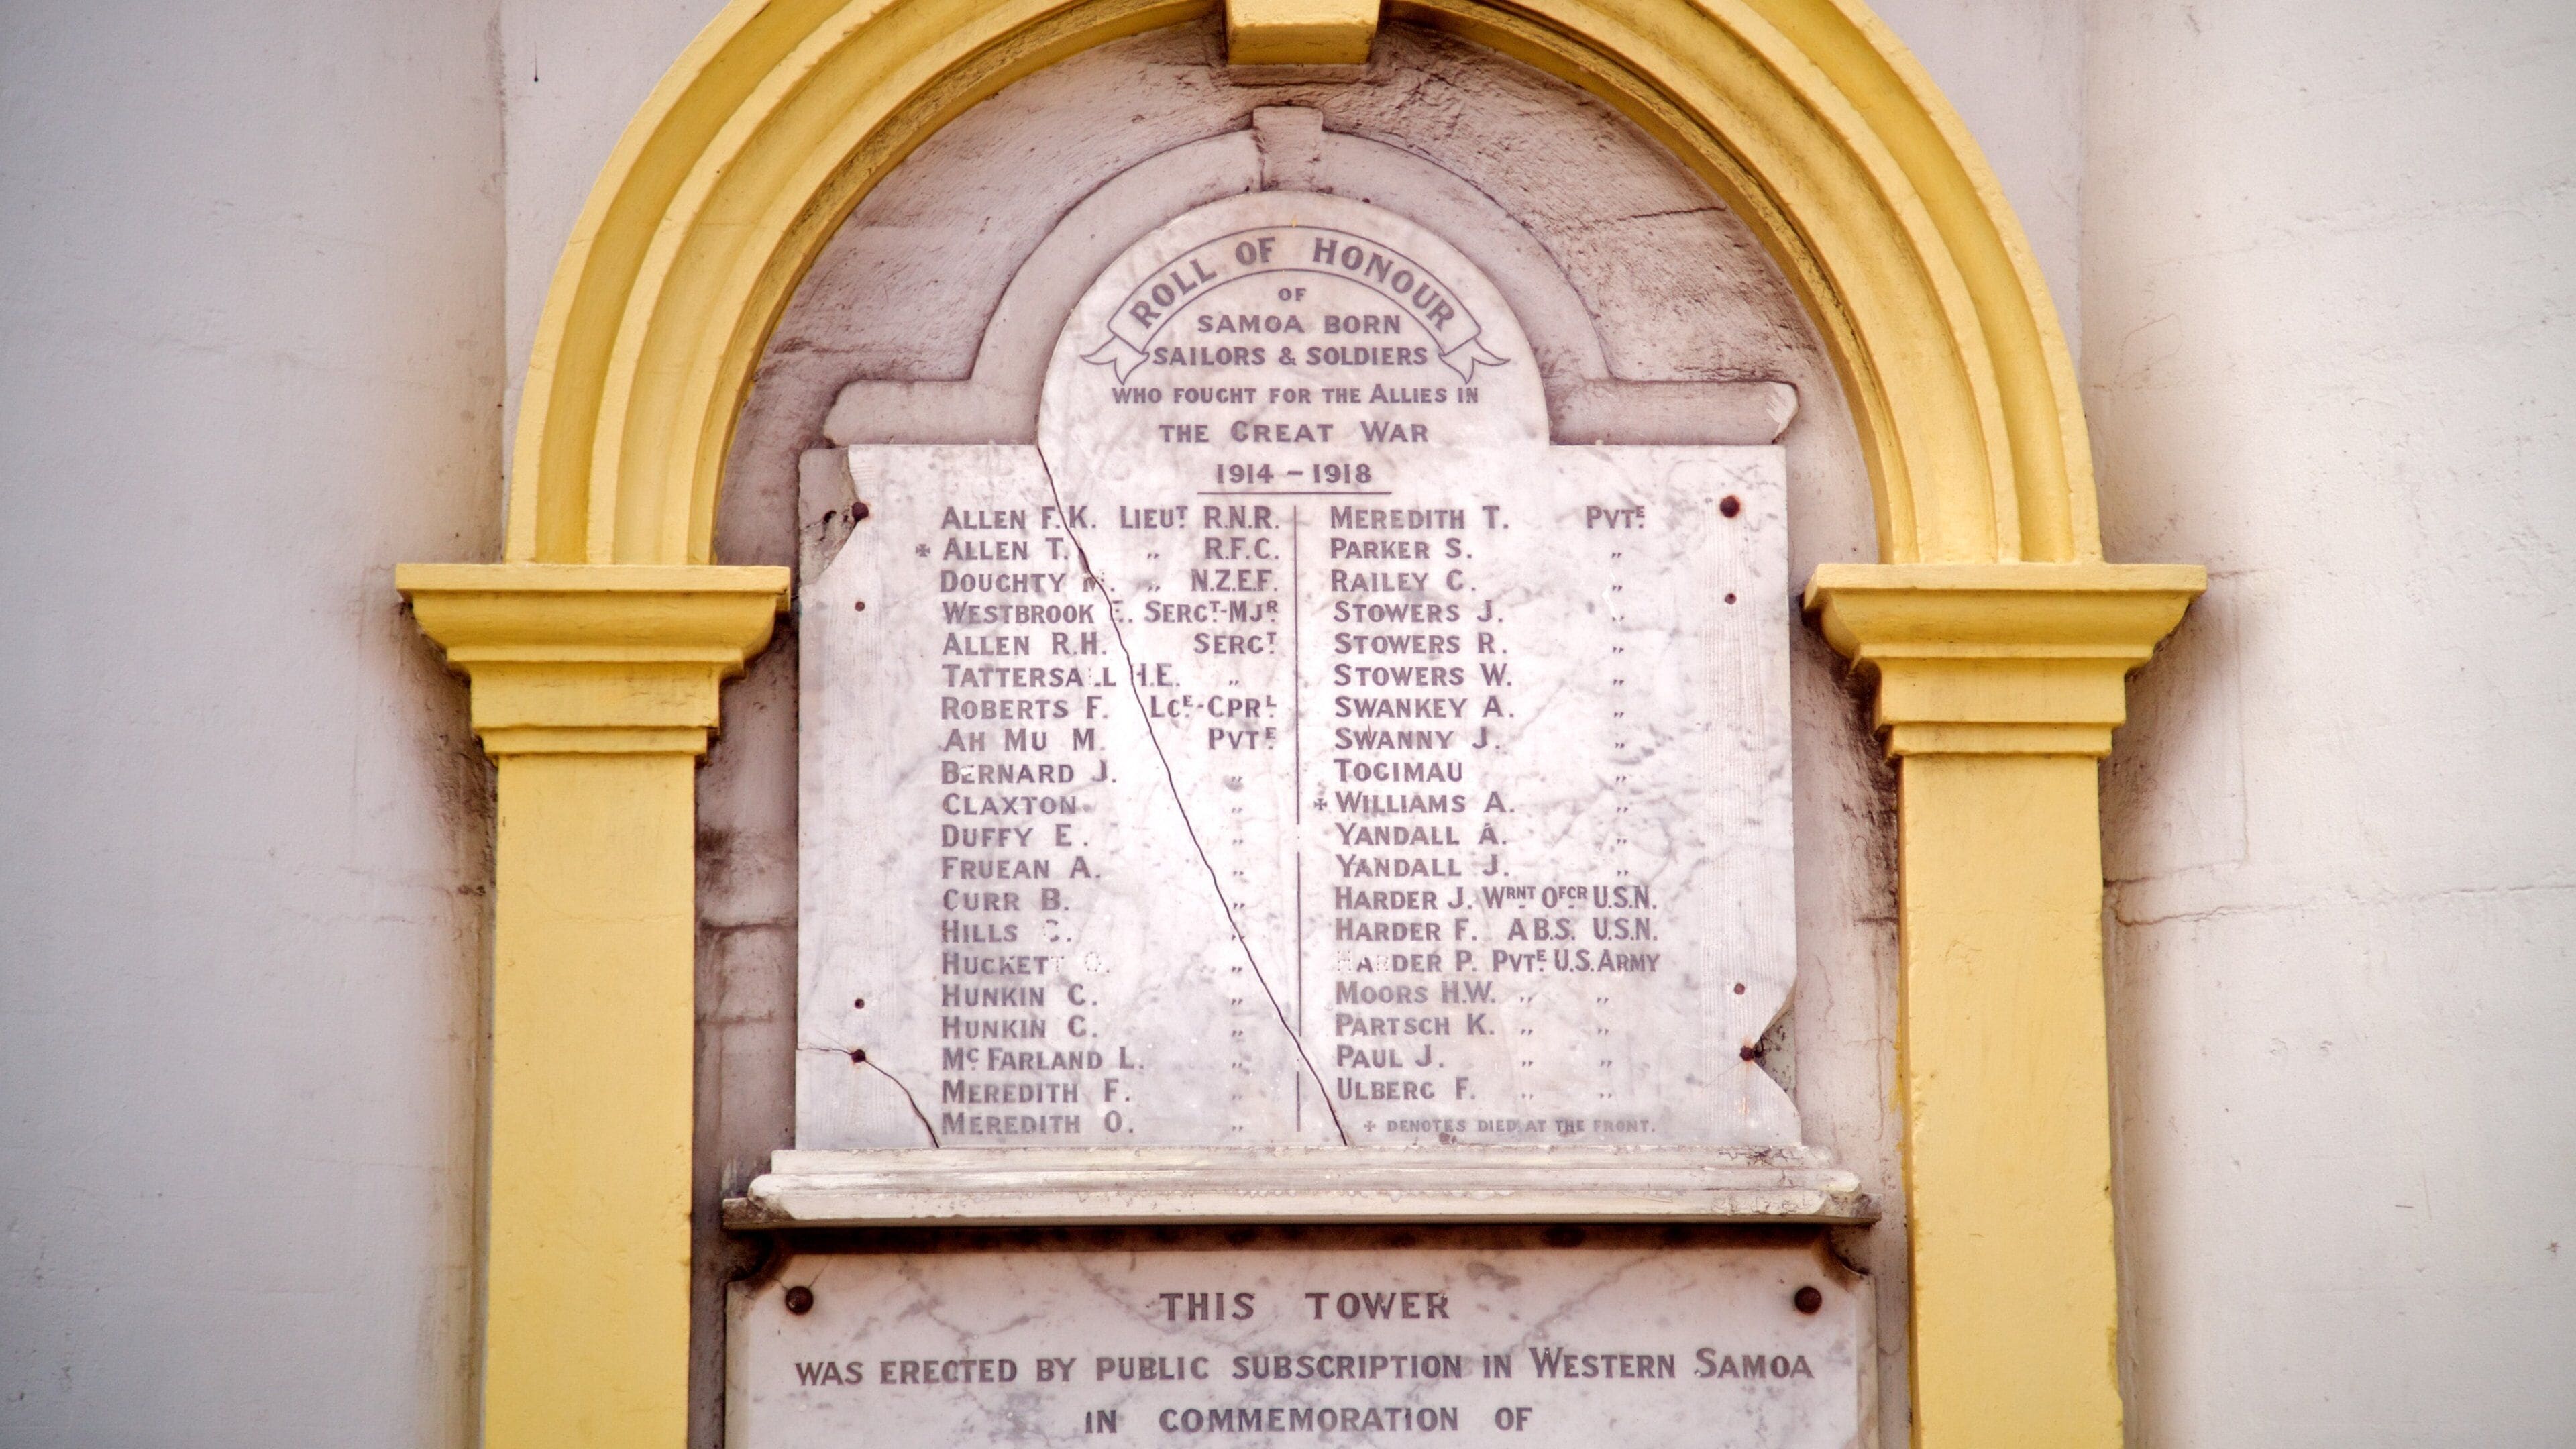 ROLL OF HONOUR
OF
SAMOA BORN
SAILORS & SOLDIERS
WHO FOUGHT FOR THE ALLIES IN
THE GREAT WAR
1914 – 1918
ALLEN F.K. LIEUT R.N.R.
✠ ALLEN T. „ R.F.C.
DOUGHTY M. „ N.Z.E.F.
WESTBROOK E. SERGT-MJR
ALLEN R.H. SERGT
TATTERSALL H.E. „
ROBERTS F. LCE-CPRL
AH MU M. PVTE
BERNARD J. „
CLAXTON „
DUFFY E. „
FRUEAN A. „
CURR B. „
HILLS C. „
HUCKETT „
HUNKIN C. „
HUNKIN G. „
MCFARLAND L. „
MEREDITH F. „
MEREDITH O. „
MEREDITH T. PVTE
PARKER S. „
RAILEY C. „
STOWERS J. „
STOWERS R. „
STOWERS W. „
SWANKEY A. „
SWANNY J. „
TOGIMAU „
✠ WILLIAMS A. „
YANDALL A. „
YANDALL J. „
HARDER J. WRNT OFCR U.S.N.
HARDER F. A.B.S. U.S.N.
HARDER P. PVTE U.S. ARMY
MOORS H.W. „ „
PARTSCH K. „ „
PAUL J. „ „
ULBERG F. „ „
✠ DENOTES DIED AT THE FRONT.
THIS TOWER
WAS ERECTED BY PUBLIC SUBSCRIPTION IN WESTERN SAMOA
IN COMMEMORATION OF